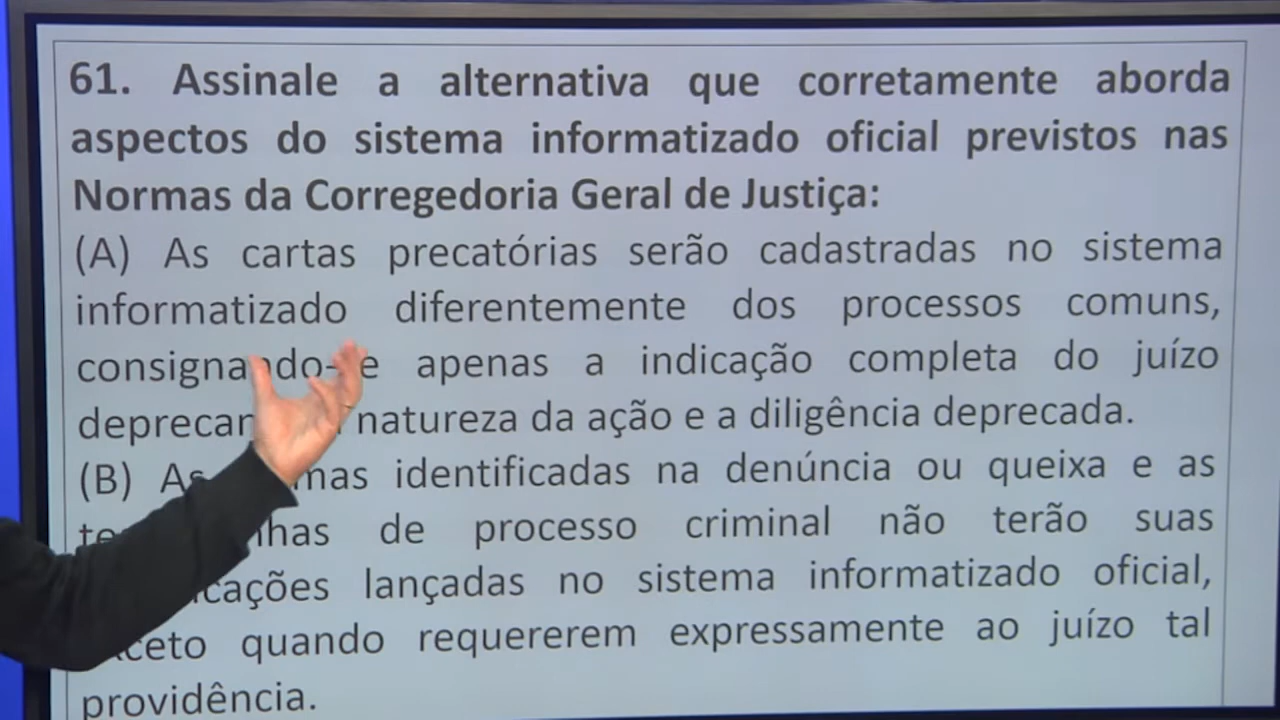 61. Assinale a alternativa que corretamente aborda
aspectos do sistema informatizado oficial previstos nas
Normas da Corregedoria Geral de Justiça:
(A) As cartas precatórias serão cadastradas no sistema
informatizado diferentemente dos processos comuns,
apenas a indicação completa do juízo
natureza da ação e a diligência deprecada.
(B) identificadas na denúncia ou queixa e as
de processo criminal não terão suas
lançadas no sistema informatizado oficial,
quando requererem expressamente ao juízo tal
providência.